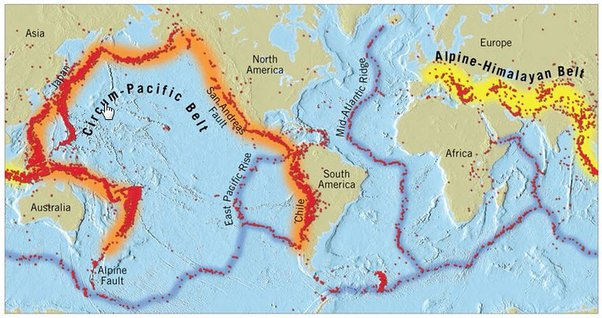 Asia
Japan
Circum-Pacific Belt
North
America
San Andreas
Fault
Mid-Atlantic Ridge
Europe
Alpine-Himalayan Belt
Africa
South
America
East Pacific Rise
Chile
Australia
Alpine
Fault